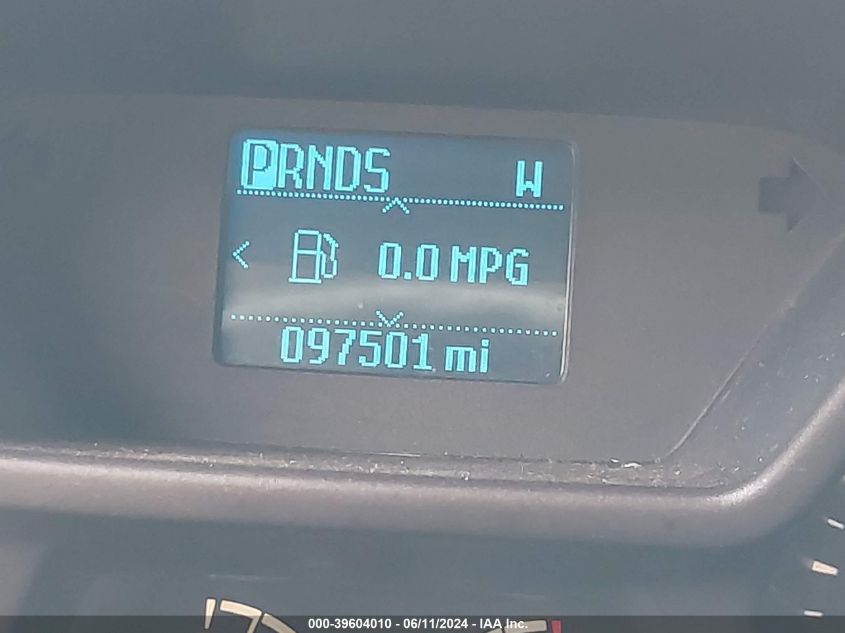 PRNDS W
< 0.0 MPG
097501 mi
000-39604010 - 06/11/2024 - IAA Inc.